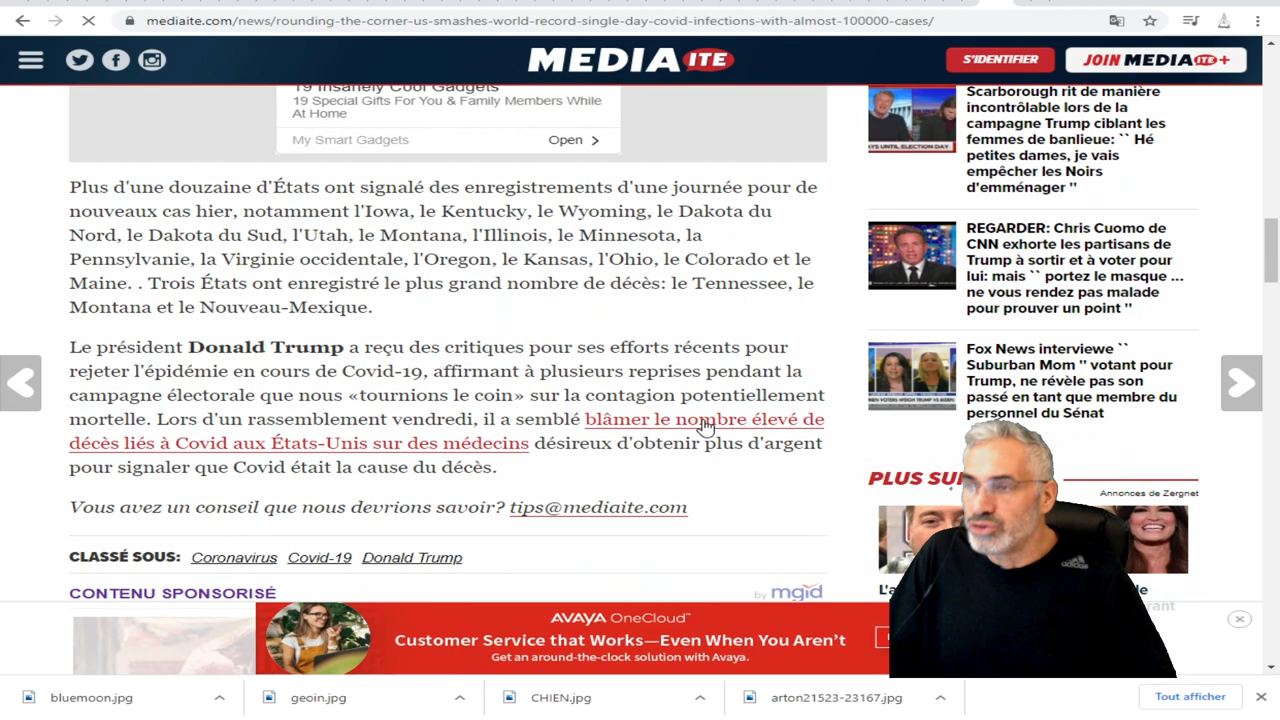 mediaite.com/news/rounding-the-corner-us-smashes-world-record-single-day-covid-infections-with-almost-100000-cases/
MEDIA ITE
S'IDENTIFIER
JOIN MEDIA ITE +
19 Insanely Cool Gadgets
19 Special Gifts For You & Family Members While
At Home
My Smart Gadgets
Open
Plus d'une douzaine d'États ont signalé des enregistrements d'une journée pour de
nouveaux cas hier, notamment l'Iowa, le Kentucky, le Wyoming, le Dakota du
Nord, le Dakota du Sud, l'Utah, le Montana, l'Illinois, le Minnesota, la
Pennsylvanie, la Virginie occidentale, l'Oregon, le Kansas, l'Ohio, le Colorado et le
Maine. . Trois États ont enregistré le plus grand nombre de décès: le Tennessee, le
Montana et le Nouveau-Mexique.
Le président Donald Trump a reçu des critiques pour ses efforts récents pour
rejeter l'épidémie en cours de Covid-19, affirmant à plusieurs reprises pendant la
campagne électorale que nous «tournions le coin» sur la contagion potentiellement
mortelle. Lors d'un rassemblement vendredi, il a semblé blâmer le nombre élevé de
décès liés à Covid aux États-Unis sur des médecins désireux d'obtenir plus d'argent
pour signaler que Covid était la cause du décès.
Vous avez un conseil que nous devrions savoir? tips@mediaite.com
CLASSÉ SOUS: Coronavirus Covid-19 Donald Trump
CONTENU SPONSORISÉ
by mgid
Scarborough rit de manière
incontrôlable lors de la
campagne Trump ciblant les
femmes de banlieue: `` Hé
petites dames, je vais
empêcher les Noirs
d'emménager ''
AYS UNTIL ELECTION DAY
REGARDER: Chris Cuomo de
CNN exhorte les partisans de
Trump à sortir et à voter pour
lui: mais `` portez le masque ...
ne vous rendez pas malade
pour prouver un point ''
Fox News interviewe ``
Suburban Mom '' votant pour
Trump, ne révèle pas son
passé en tant que membre du
personnel du Sénat
EN VOTERS WEIGH TRUMP VS BIDEN
PLUS SU
Annonces de Zergnet
L'a
le
rant
AVAYA OneCloud™
Customer Service that Works—Even When You Aren't
Get an around-the-clock solution with Avaya.
bluemoon.jpg
geoin.jpg
CHIEN.jpg
arton21523-23167.jpg
Tout afficher
adidas